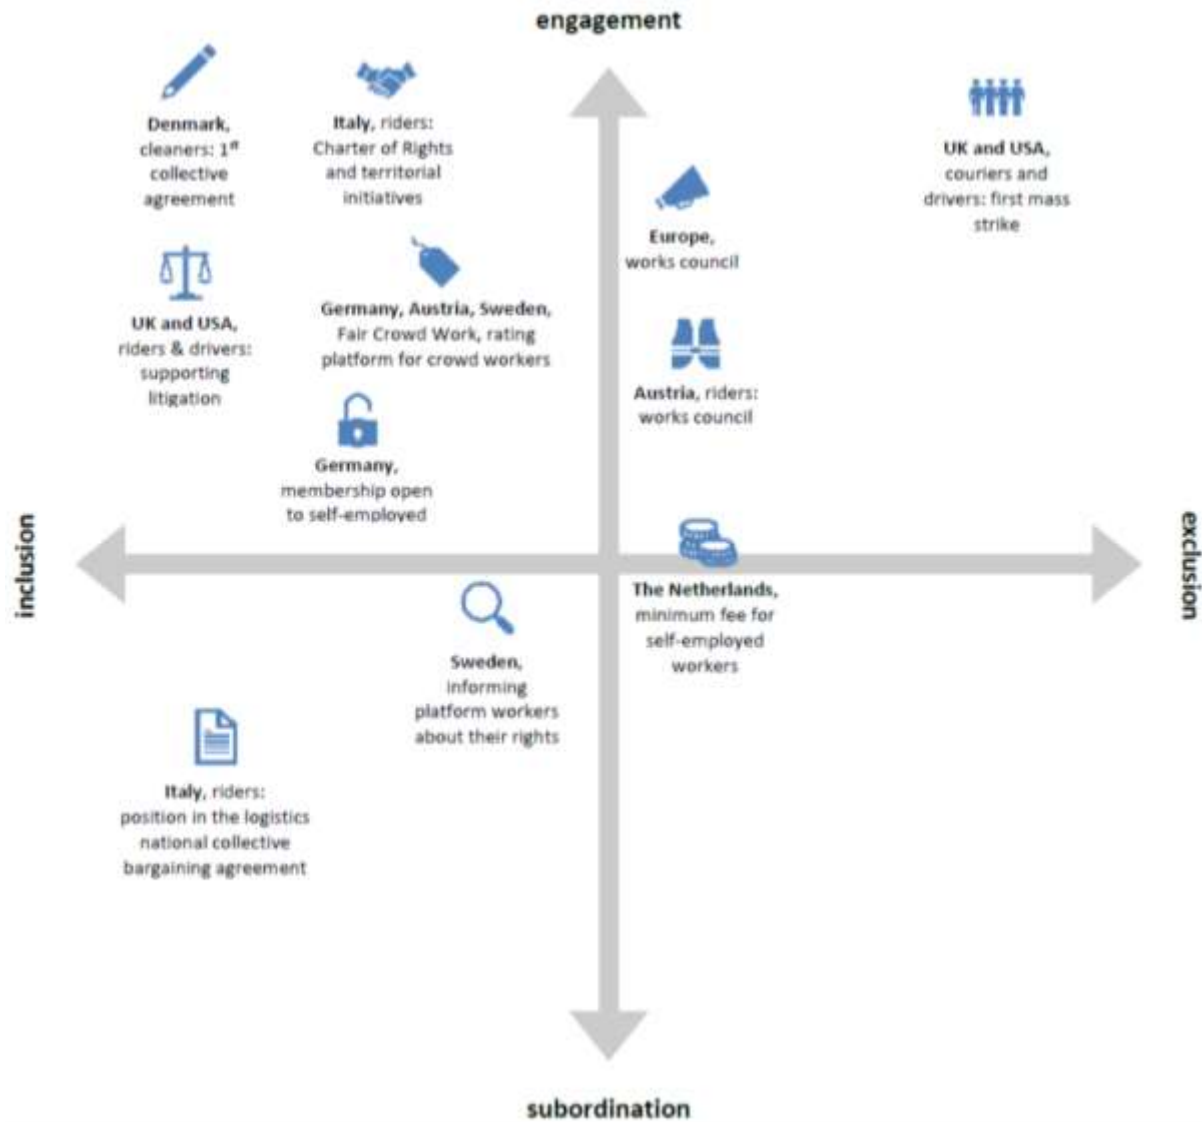 engagement
Denmark,
cleaners: 1st
collective
agreement
Italy, riders:
Charter of Rights
and territorial
initiatives
UK and USA,
couriers and
drivers: first mass
strike
Europe,
works council
UK and USA,
riders & drivers:
supporting
litigation
Germany, Austria, Sweden,
Fair Crowd Work, rating
platform for crowd workers
Austria, riders:
works council
Germany,
membership open
to self-employed
inclusion
exclusion
The Netherlands,
minimum fee for
self-employed
workers
Sweden,
informing
platform workers
about their rights
Italy, riders:
position in the logistics
national collective
bargaining agreement
subordination